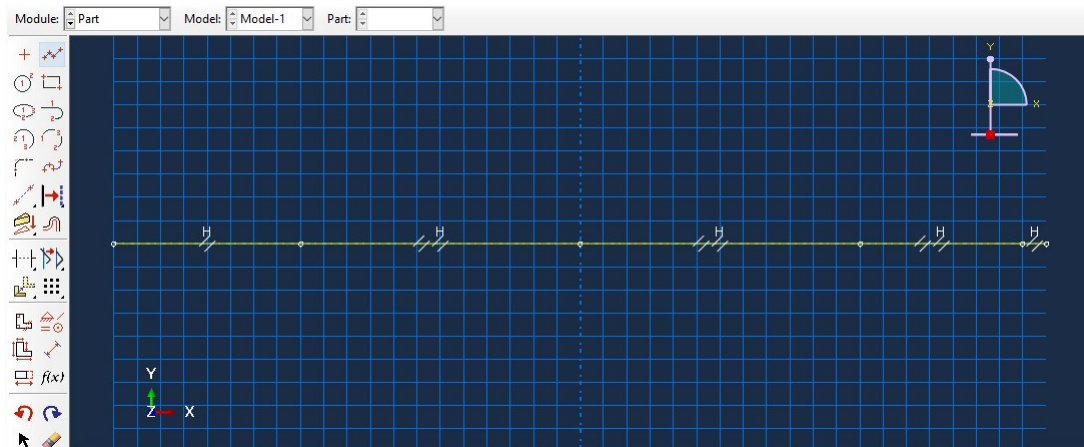 Module: Part Model: Model-1 Part:
Y
Z X
H H H H H
Y
Z X
f(x)